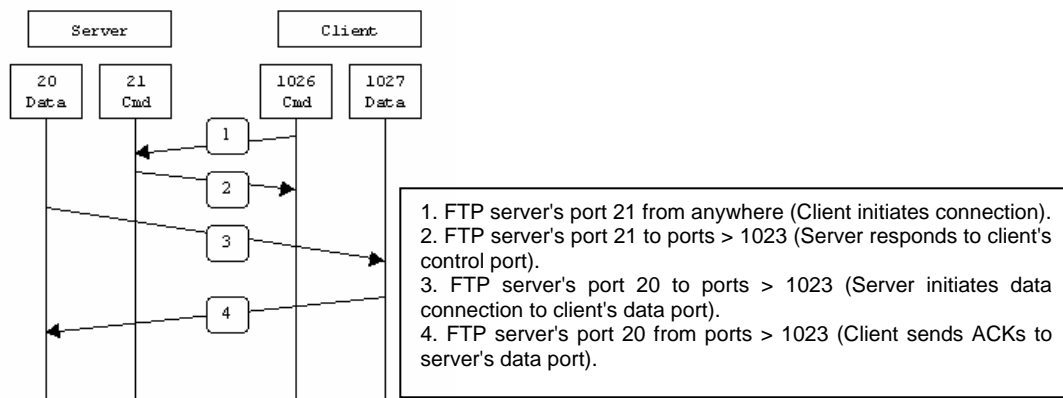 Server Client
20 21 1026 1027
Data Cmd Cmd Data
1
2
3
4
1. FTP server's port 21 from anywhere (Client initiates connection).
2. FTP server's port 21 to ports > 1023 (Server responds to client's
control port).
3. FTP server's port 20 to ports > 1023 (Server initiates data
connection to client's data port).
4. FTP server's port 20 from ports > 1023 (Client sends ACKs to
server's data port).